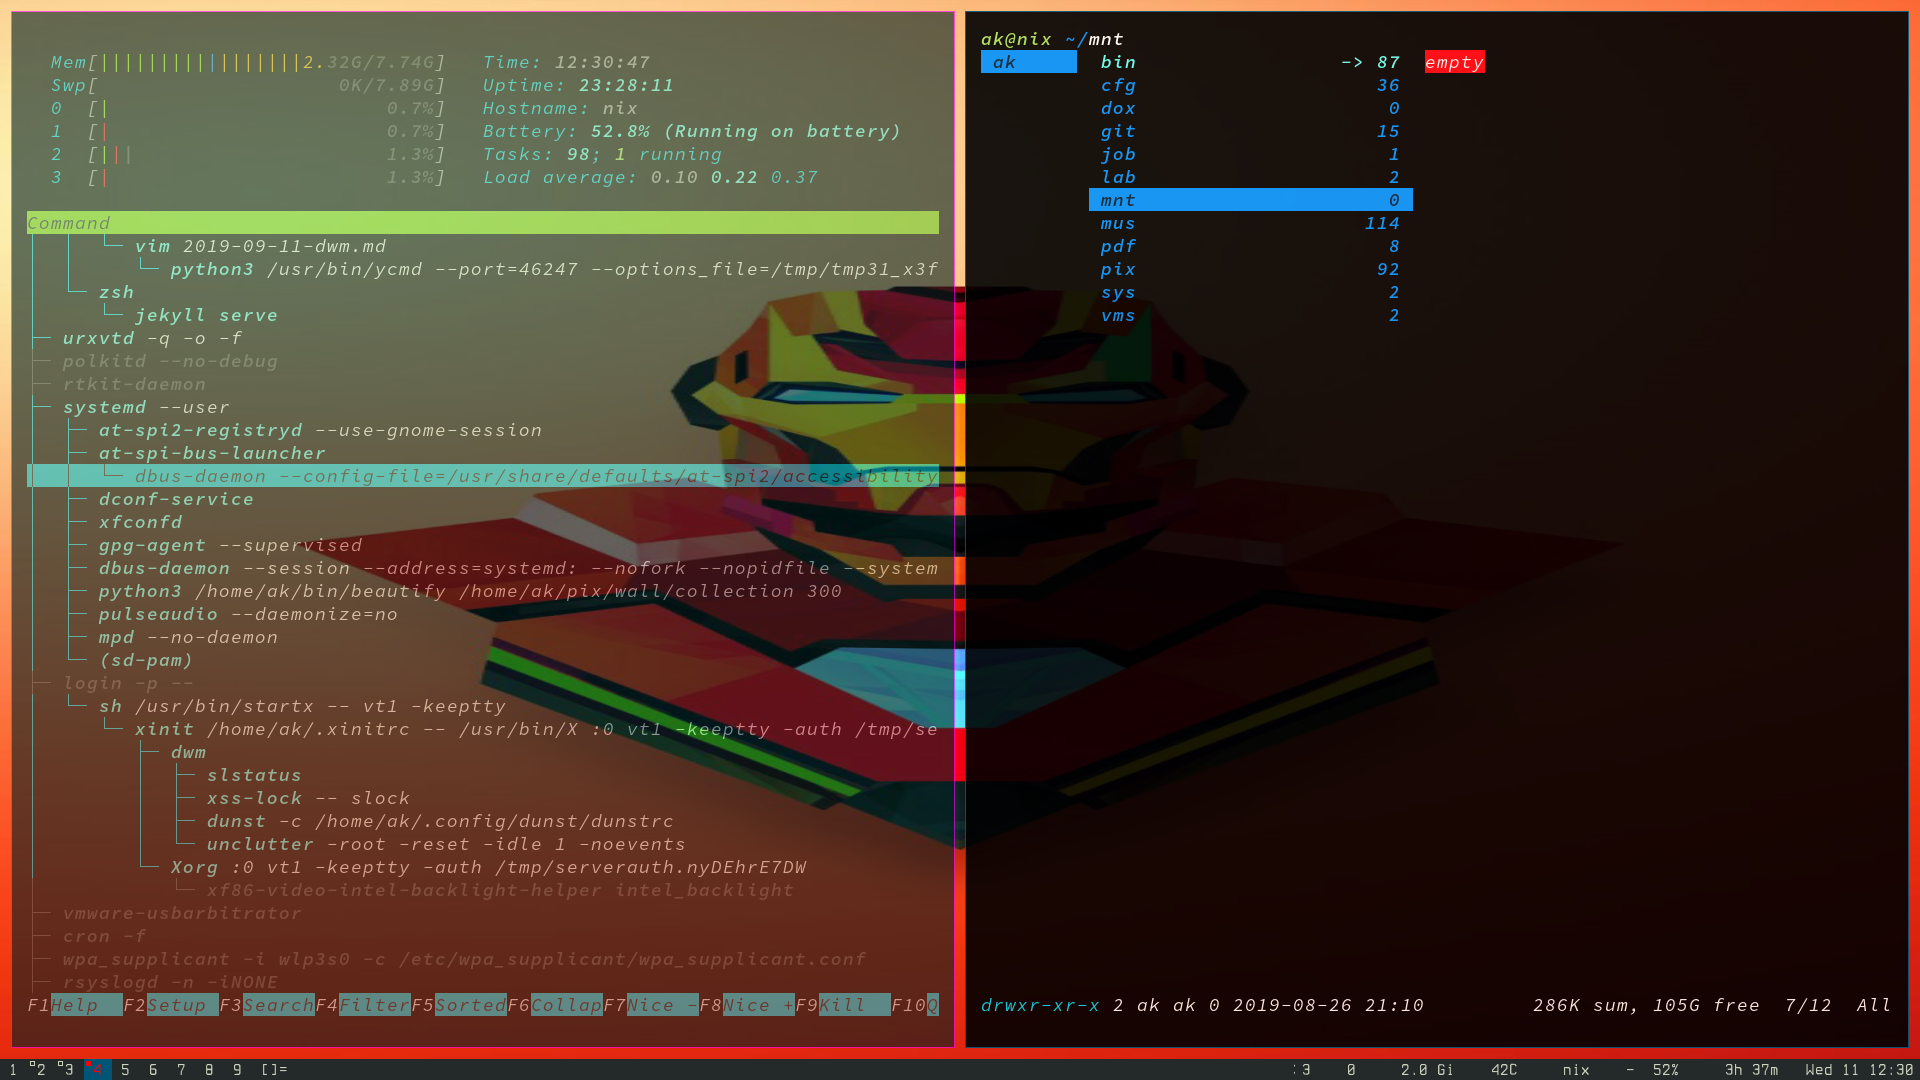 Mem[||||||||||||||||||2.32G/7.74G] Time: 12:30:47
Swp[ 0K/7.89G] Uptime: 23:28:11
0 [| 0.7%] Hostname: nix
1 [| 0.7%] Battery: 52.8% (Running on battery)
2 [||| 1.3%] Tasks: 98; 1 running
3 [| 1.3%] Load average: 0.10 0.22 0.37
Command
vim 2019-09-11-dwm.md
python3 /usr/bin/ycmd --port=46247 --options_file=/tmp/tmp31_x3f
zsh
jekyll serve
urxvtd -q -o -f
polkitd --no-debug
rtkit-daemon
systemd --user
at-spi2-registryd --use-gnome-session
at-spi-bus-launcher
dbus-daemon --config-file=/usr/share/defaults/at-spi2/accessibility
dconf-service
xfconfd
gpg-agent --supervised
dbus-daemon --session --address=systemd: --nofork --nopidfile --system
python3 /home/ak/bin/beautify /home/ak/pix/wall/collection 300
pulseaudio --daemonize=no
mpd --no-daemon
(sd-pam)
login -p --
sh /usr/bin/startx -- vt1 -keeptty
xinit /home/ak/.xinitrc -- /usr/bin/X :0 vt1 -keeptty -auth /tmp/se
dwm
slstatus
xss-lock -- slock
dunst -c /home/ak/.config/dunst/dunstrc
unclutter -root -reset -idle 1 -noevents
Xorg :0 vt1 -keeptty -auth /tmp/serverauth.nyDEhrE7DW
xf86-video-intel-backlight-helper intel_backlight
vmware-usbarbitrator
cron -f
wpa_supplicant -i wlp3s0 -c /etc/wpa_supplicant/wpa_supplicant.conf
rsyslogd -n -iNONE
F1Help F2Setup F3SearchF4FilterF5SortedF6CollapF7Nice -F8Nice +F9Kill F10Q
ak@nix ~/mnt
ak bin -> 87 empty
cfg 36
dox 0
git 15
job 1
lab 2
mnt 0
mus 114
pdf 8
pix 92
sys 2
vms 2
drwxr-xr-x 2 ak ak 0 2019-08-26 21:10 286K sum, 105G free 7/12 All
1 2 3 4 5 6 7 8 9 []= :3 0 2.0 Gi 42C nix - 52% 3h 37m Wed 11 12:30